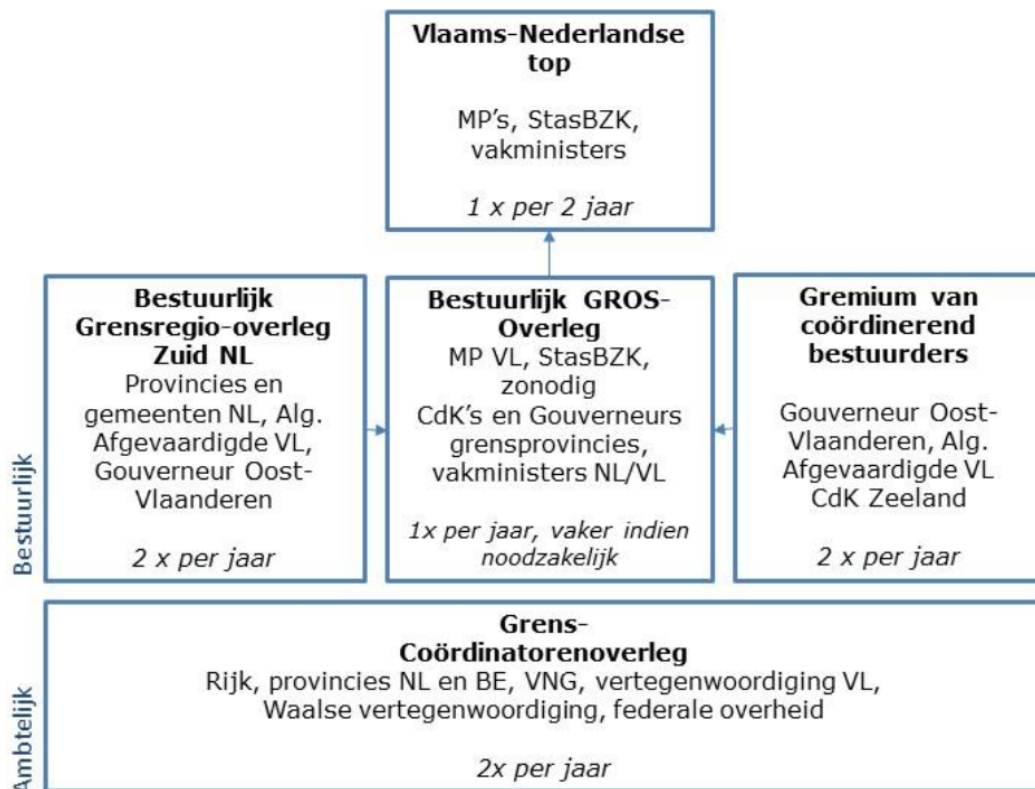 Vlaams-Nederlandse
top
MP's, StasBZK,
vakministers
1 x per 2 jaar
Bestuurlijk
Bestuurlijk
Grensregio-overleg
Zuid NL
Provincies en
gemeenten NL, Alg.
Afgevaardigde VL,
Gouverneur Oost-
Vlaanderen
2 x per jaar
Bestuurlijk GROS-
Overleg
MP VL, StasBZK,
zonodig
CdK's en Gouverneurs
grensprovincies,
vakministers NL/VL
1x per jaar, vaker indien
noodzakelijk
Gremium van
coördinerend
bestuurders
Gouverneur Oost-
Vlaanderen, Alg.
Afgevaardigde VL
CdK Zeeland
2 x per jaar
Ambtelijk
Grens-
Coördinatorenoverleg
Rijk, provincies NL en BE, VNG, vertegenwoordiging VL,
Waalse vertegenwoordiging, federale overheid
2x per jaar